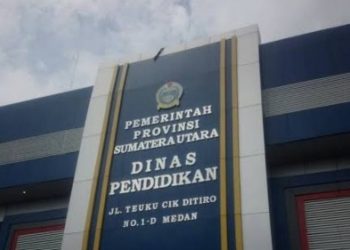 PEMERINTAH
PROVINSI
SUMATERA UTARA
DINAS
PENDIDIKAN
JL. TEUKU CIK DITIRO
NO. 1-D MEDAN